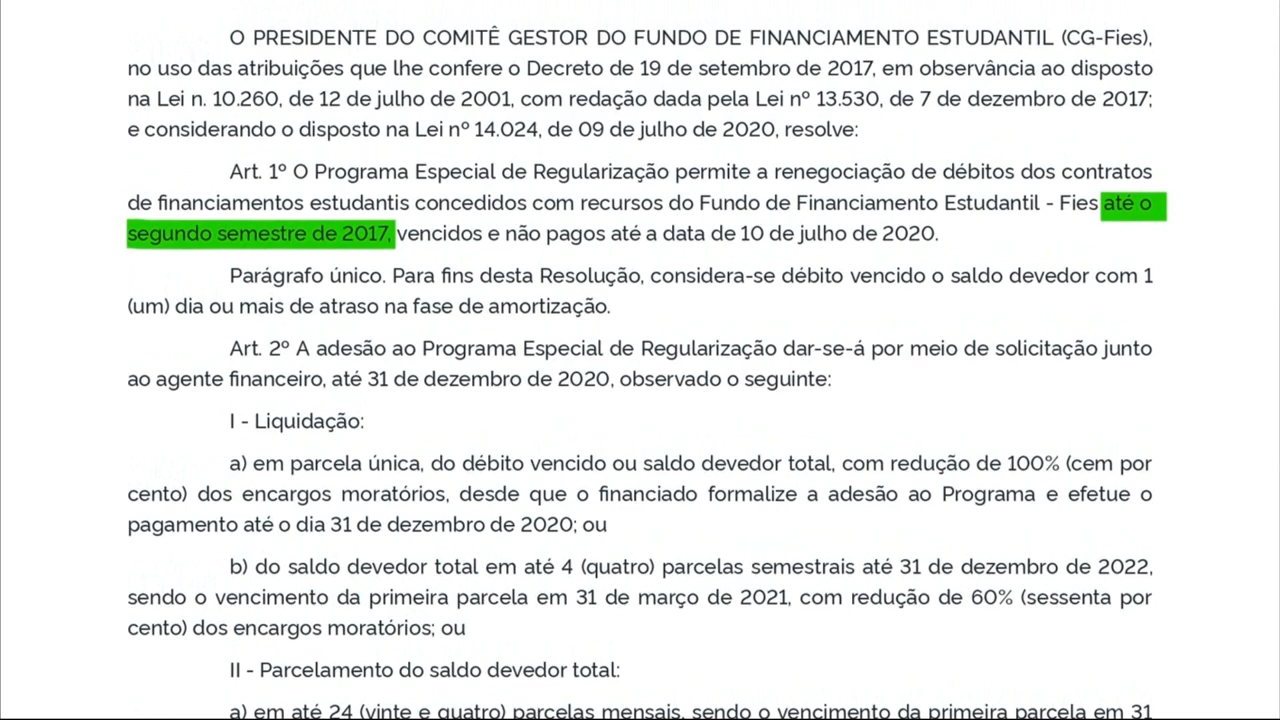 O PRESIDENTE DO COMITÊ GESTOR DO FUNDO DE FINANCIAMENTO ESTUDANTIL (CG-Fies),
no uso das atribuições que lhe confere o Decreto de 19 de setembro de 2017, em observância ao disposto
na Lei n. 10.260, de 12 de julho de 2001, com redação dada pela Lei nº 13.530, de 7 de dezembro de 2017;
e considerando o disposto na Lei nº 14.024, de 09 de julho de 2020, resolve:
Art. 1º O Programa Especial de Regularização permite a renegociação de débitos dos contratos
de financiamentos estudantis concedidos com recursos do Fundo de Financiamento Estudantil - Fies até o
segundo semestre de 2017, vencidos e não pagos até a data de 10 de julho de 2020.
Parágrafo único. Para fins desta Resolução, considera-se débito vencido o saldo devedor com 1
(um) dia ou mais de atraso na fase de amortização.
Art. 2º A adesão ao Programa Especial de Regularização dar-se-á por meio de solicitação junto
ao agente financeiro, até 31 de dezembro de 2020, observado o seguinte:
I - Liquidação:
a) em parcela única, do débito vencido ou saldo devedor total, com redução de 100% (cem por
cento) dos encargos moratórios, desde que o financiado formalize a adesão ao Programa e efetue o
pagamento até o dia 31 de dezembro de 2020; ou
b) do saldo devedor total em até 4 (quatro) parcelas semestrais até 31 de dezembro de 2022,
sendo o vencimento da primeira parcela em 31 de março de 2021, com redução de 60% (sessenta por
cento) dos encargos moratórios; ou
II - Parcelamento do saldo devedor total:
a) em até 24 (vinte e quatro) parcelas mensais, sendo o vencimento da primeira parcela em 31